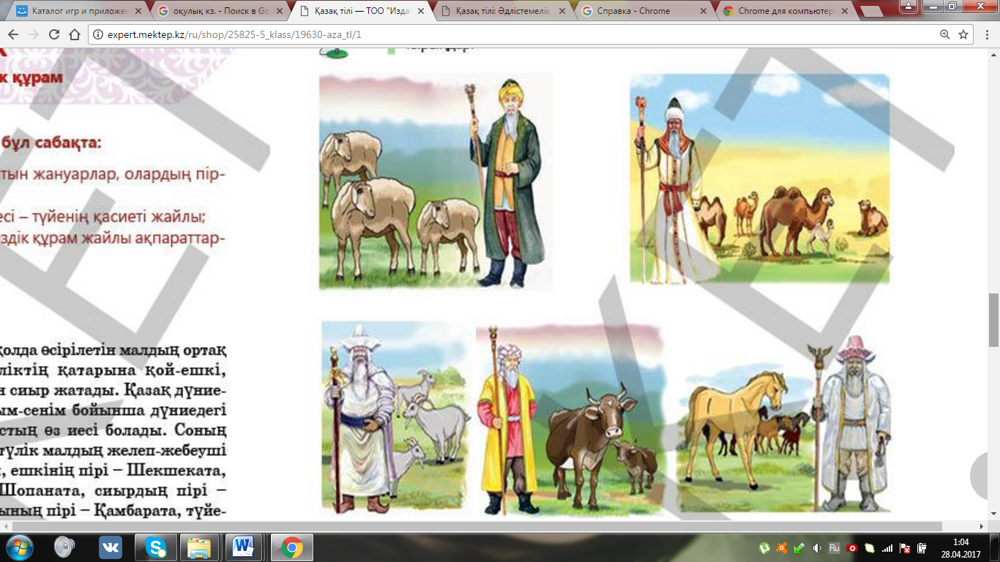 Каталог игр и приложен
оқулық кз. - Поиск в Go
Қазақ тілі — ТОО "Изда
Қазақ тілі: Әдлістемелік
Справка - Chrome
Chrome для компьютер
expert.mektep.kz/ru/shop/25825-5_klass/19630-aza_tl/1
к құрам
бұл сабақта:
тын жануарлар, олардың пір-
есі – түйенің қасиеті жайлы;
здік құрам жайлы ақпараттар-
қолда өсірілетін малдың ортақ
ліктің қатарына қой-ешкі,
н сиыр жатады. Қазақ дүние-
ым-сенім бойынша дүниедегі
стың өз иесі болады. Соның
түлік малдың желеп-жебеуші
, ешкінің пірі – Шекшеката,
Шопаната, сиырдың пірі –
ының пірі – Қамбарата, түйе-
Ru
1:04
28.04.2017